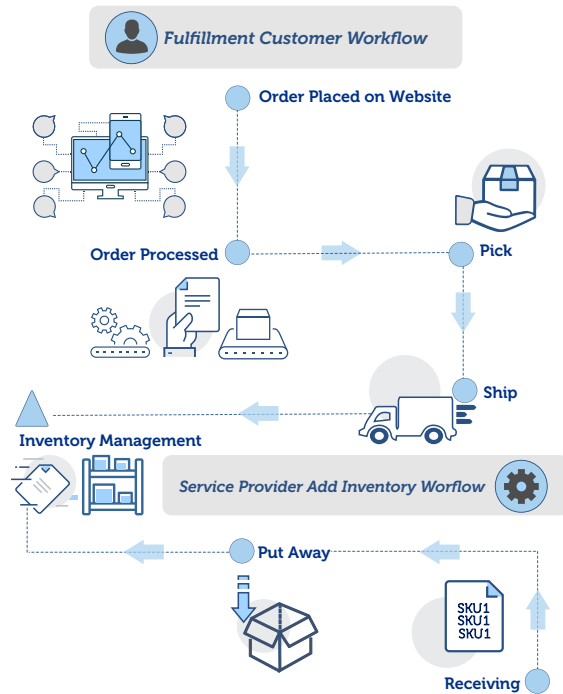 Fulfillment Customer Workflow
Order Placed on Website
Order Processed
Pick
Ship
Inventory Management
Service Provider Add Inventory Worflow
Put Away
SKU1
SKU1
SKU1
Receiving